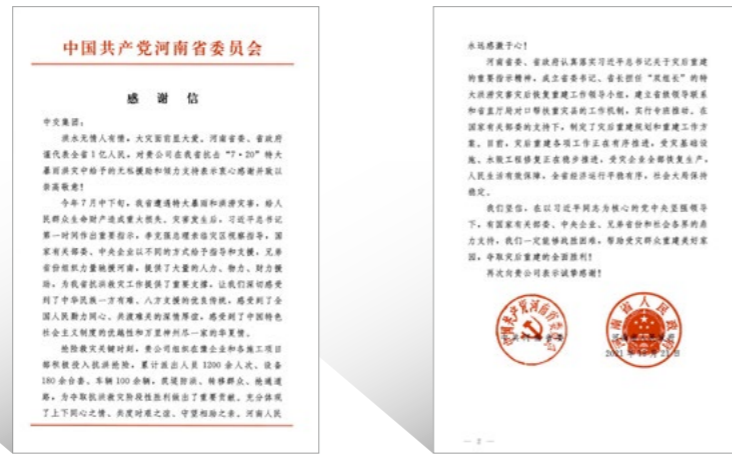 中国共产党河南省委员会
感 谢 信
中交集团：
洪水无情人有情，大灾面前显大爱。河南省委、省政府
谨代表全省1亿人民，对贵公司在我省抗击“7·20”特大
暴雨洪灾中给予的无私援助和倾力支持表示衷心感谢并致以
崇高敬意！
今年7月中下旬，我省遭遇特大暴雨和洪涝灾害，给人
民群众生命财产造成重大损失。灾害发生后，习近平总书记
第一时间作出重要指示，李克强总理亲临灾区视察指导，国
家有关部委、中央企业以不同的方式给予指导和支援，兄弟
省份组织力量驰援河南，提供了大量的人力、物力、财力援
助，为我省抗洪救灾工作提供了重要支撑，让我们深切感受
到了中华民族一方有难、八方支援的优良传统，感受到了全
国人民勠力同心、共渡难关的深情厚谊，感受到了中国特色
社会主义制度的优越性和万里神州尽一家的华夏情。
抢险救灾关键时刻，贵公司组织在豫企业和各施工项目
部积极投入抗洪抢险，累计派出人员1200余人次、设备
180余台套、车辆100余辆，筑堤防洪、转移群众、抢通道
路，为夺取抗洪救灾阶段性胜利做出了重要贡献，充分体现
了上下同心之情、共度时艰之谊、守望相助之亲。河南人民
永远感激于心！
河南省委、省政府认真落实习近平总书记关于灾后重建
的重要指示精神，成立省委书记、省长担任“双组长”的特
大洪涝灾害灾后恢复重建工作领导小组，建立省级领导联系
和省直厅局对口帮扶重灾县的工作机制，实行专班推动。在
国家有关部委的支持下，制定了灾后重建规划和重建工作方
案。目前，灾后重建各项工作正在有序推进，受灾基础设
施、水毁工程修复正在稳步推进，受灾企业全部恢复生产，
人民生活有效保障，全省经济运行平稳有序，社会大局保持
稳定。
我们坚信，在以习近平同志为核心的党中央坚强领导
下，有国家有关部委、中央企业、兄弟省份和社会各界的鼎
力支持，我们一定能够战胜困难，帮助受灾群众重建美好家
园，夺取灾后重建的全面胜利！
再次向贵公司表示诚挚感谢！
中国共产党河南省委员会
河南省人民政府
— 2 —